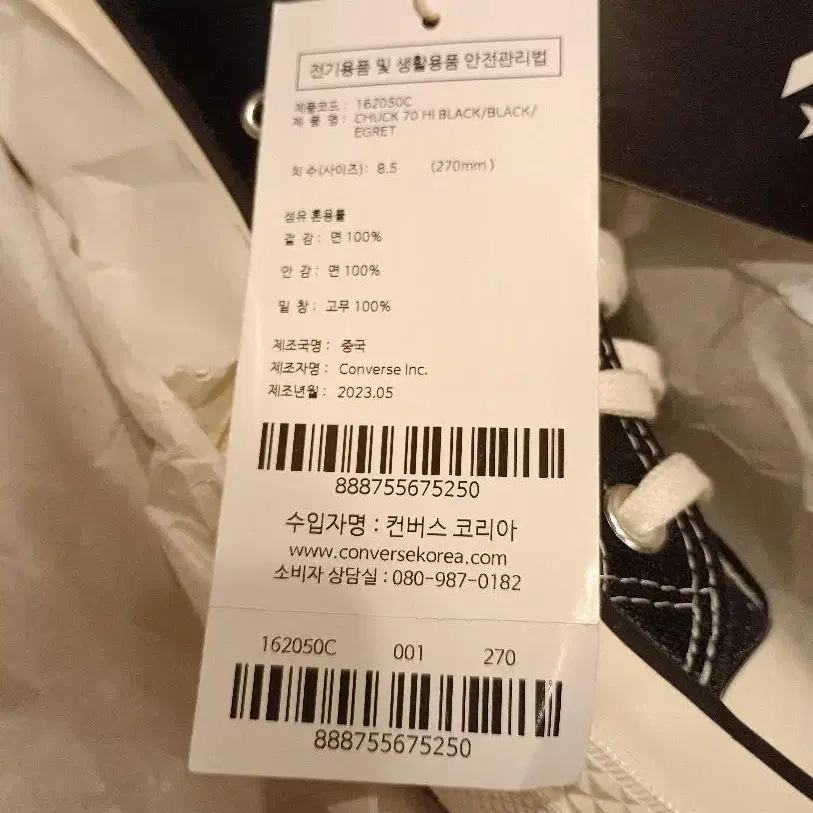 전기용품 및 생활용품 안전관리법
제품코드 : 162050C
제 품 명 : CHUCK 70 HI BLACK/BLACK/
EGRET
치 수(사이즈) : 8.5 (270mm)
섬유 혼용률
겉 감 : 면 100%
안 감 : 면 100%
밑 창 : 고무 100%
제조국명 : 중국
제조자명 : Converse Inc.
제조년월 : 2023.05
888755675250
수입자명 : 컨버스 코리아
www.conversekorea.com
소비자 상담실 : 080-987-0182
162050C 001 270
888755675250